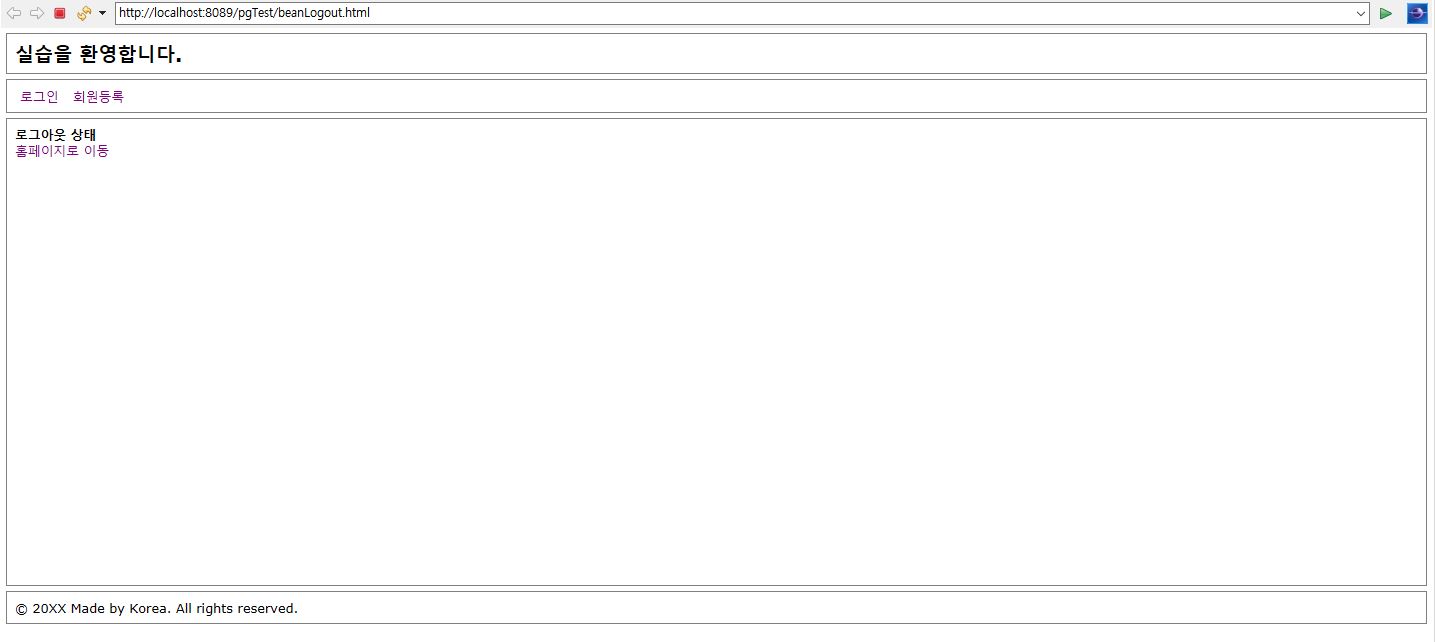 http://localhost:8089/pgTest/beanLogout.html
실습을 환영합니다.
로그인 회원등록
로그아웃 상태
홈페이지로 이동
© 20XX Made by Korea. All rights reserved.